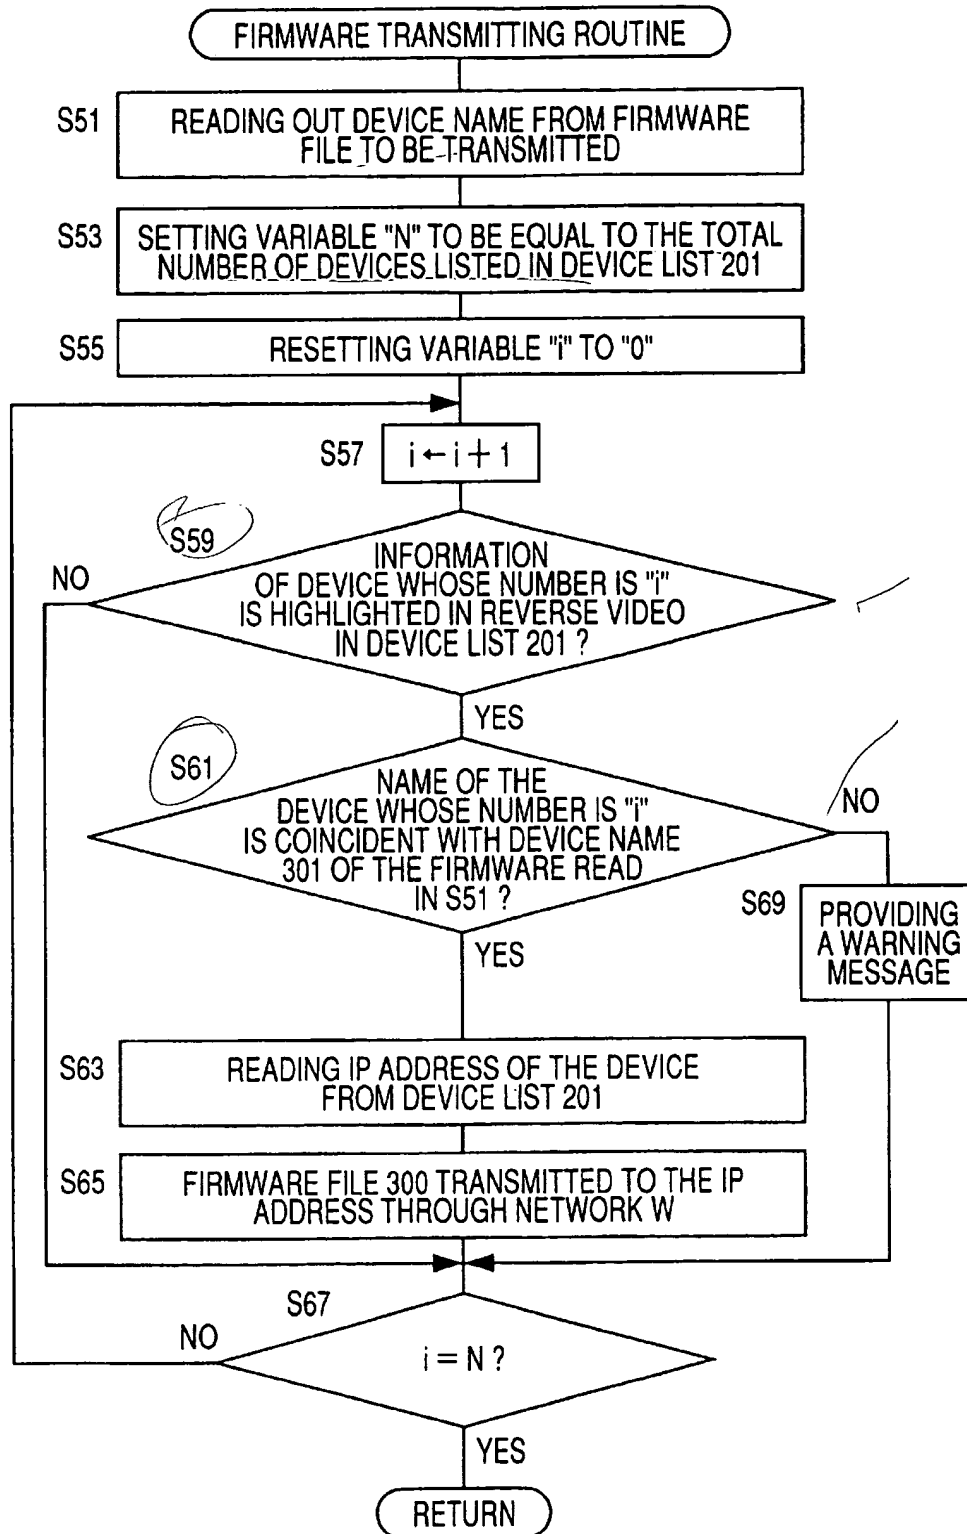 FIRMWARE TRANSMITTING ROUTINE
S51
READING OUT DEVICE NAME FROM FIRMWARE
FILE TO BE TRANSMITTED
S53
SETTING VARIABLE "N" TO BE EQUAL TO THE TOTAL
NUMBER OF DEVICES LISTED IN DEVICE LIST 201
S55
RESETTING VARIABLE "i" TO "0"
S57
i ← i + 1
S59
NO
INFORMATION
OF DEVICE WHOSE NUMBER IS "i"
IS HIGHLIGHTED IN REVERSE VIDEO
IN DEVICE LIST 201 ?
YES
S61
NAME OF THE
DEVICE WHOSE NUMBER IS "i"
IS COINCIDENT WITH DEVICE NAME
301 OF THE FIRMWARE READ
IN S51 ?
NO
YES
S69
PROVIDING
A WARNING
MESSAGE
S63
READING IP ADDRESS OF THE DEVICE
FROM DEVICE LIST 201
S65
FIRMWARE FILE 300 TRANSMITTED TO THE IP
ADDRESS THROUGH NETWORK W
S67
NO
i = N ?
YES
RETURN